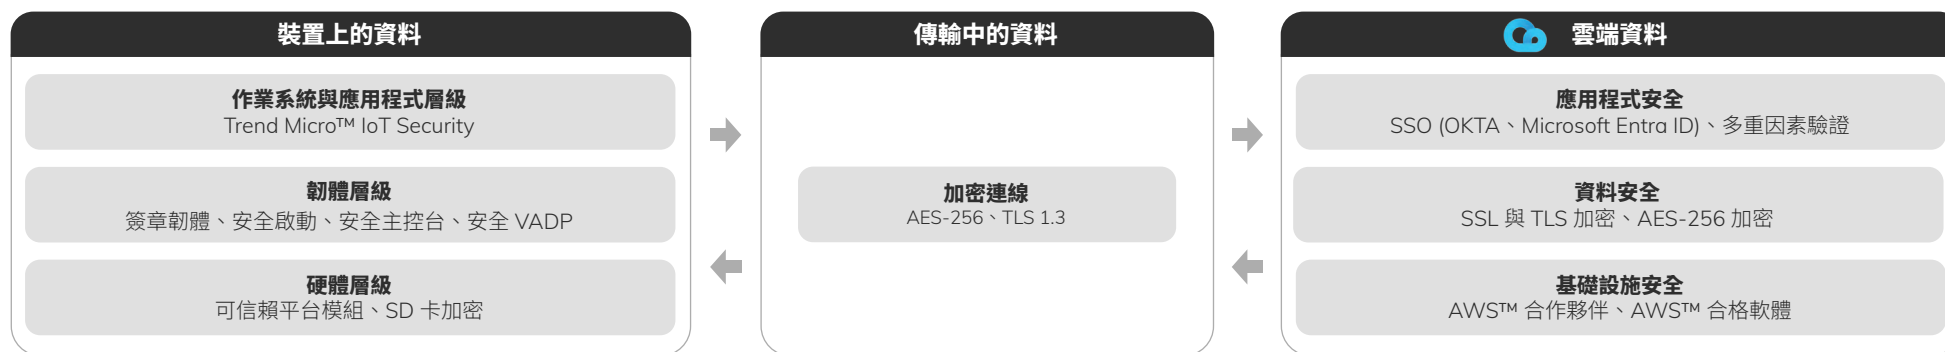 裝置上的資料
作業系統與應用程式層級
Trend Micro™ IoT Security
韌體層級
簽章韌體、安全啟動、安全主控台、安全 VADP
硬體層級
可信賴平台模組、SD 卡加密
傳輸中的資料
加密連線
AES-256、TLS 1.3
雲端資料
應用程式安全
SSO (OKTA、Microsoft Entra ID)、多重因素驗證
資料安全
SSL 與 TLS 加密、AES-256 加密
基礎設施安全
AWS™ 合作夥伴、AWS™ 合格軟體